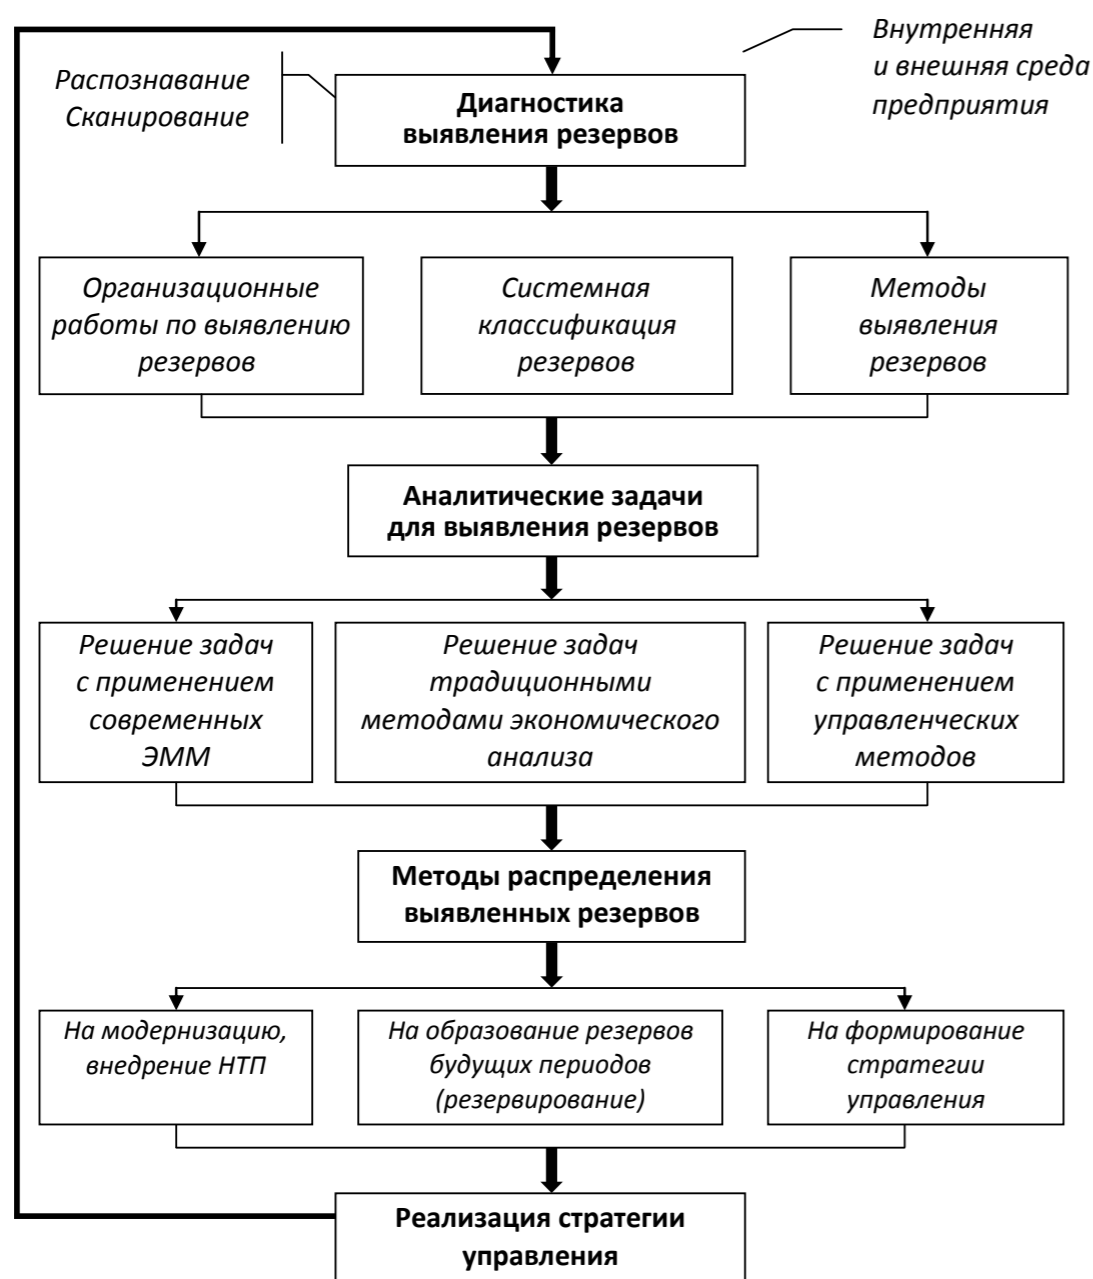 Внутренняя
и внешняя среда
предприятия
Распознавание
Сканирование
Диагностика
выявления резервов
Организационные
работы по выявлению
резервов
Системная
классификация
резервов
Методы
выявления
резервов
Аналитические задачи
для выявления резервов
Решение задач
с применением
современных
ЭММ
Решение задач
традиционными
методами экономического
анализа
Решение задач
с применением
управленческих
методов
Методы распределения
выявленных резервов
На модернизацию,
внедрение НТП
На образование резервов
будущих периодов
(резервирование)
На формирование
стратегии
управления
Реализация стратегии
управления